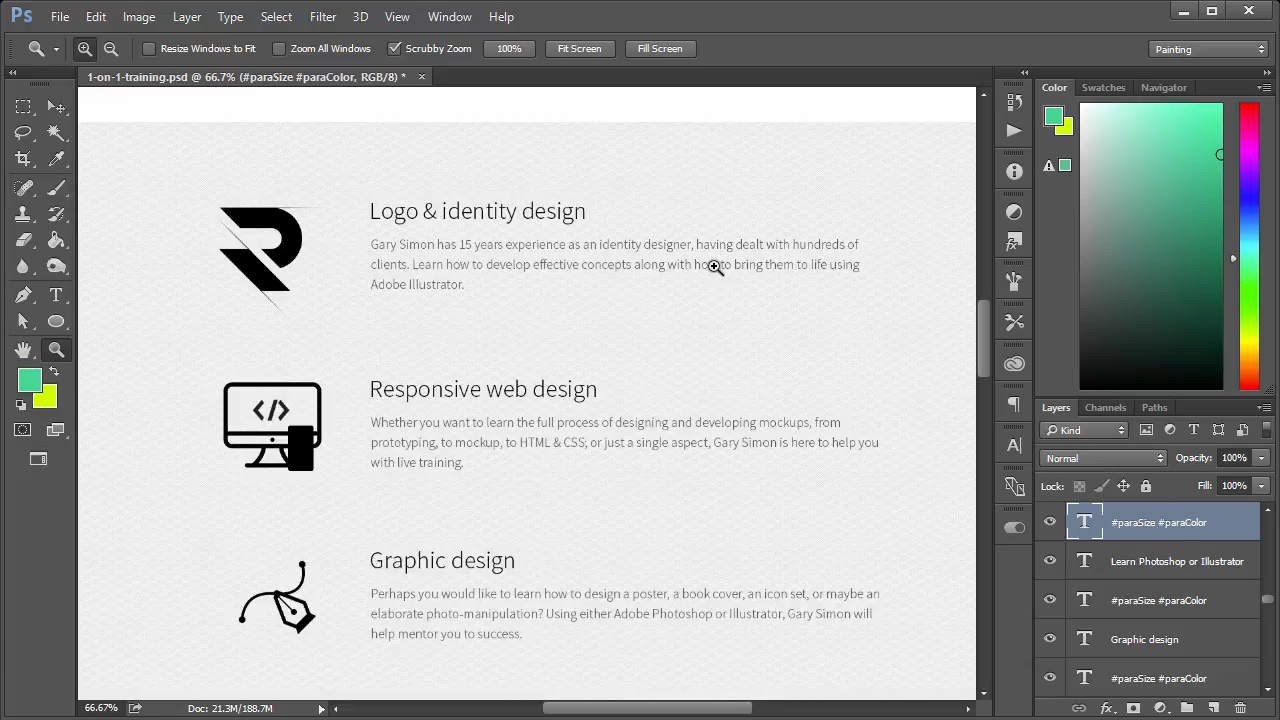 Ps File Edit Image Layer Type Select Filter 3D View Window Help
Resize Windows to Fit Zoom All Windows Scrubby Zoom 100% Fit Screen Fill Screen Painting
1-on-1-training.psd @ 66.7% (#paraSize #paraColor, RGB/8) *
Color Swatches Navigator
Logo & identity design
Gary Simon has 15 years experience as an identity designer, having dealt with hundreds of
clients. Learn how to develop effective concepts along with how to bring them to life using
Adobe Illustrator.
Responsive web design
Whether you want to learn the full process of designing and developing mockups, from
prototyping, to mockup, to HTML & CSS; or just a single aspect, Gary Simon is here to help you
with live training.
Graphic design
Perhaps you would like to learn how to design a poster, a book cover, an icon set, or maybe an
elaborate photo-manipulation? Using either Adobe Photoshop or Illustrator, Gary Simon will
help mentor you to success.
Layers Channels Paths
Kind
Normal Opacity: 100%
Lock: Fill: 100%
#paraSize #paraColor
Learn Photoshop or Illustrator
#paraSize #paraColor
Graphic design
#paraSize #paraColor
66.67% Doc: 21.3M/188.7M